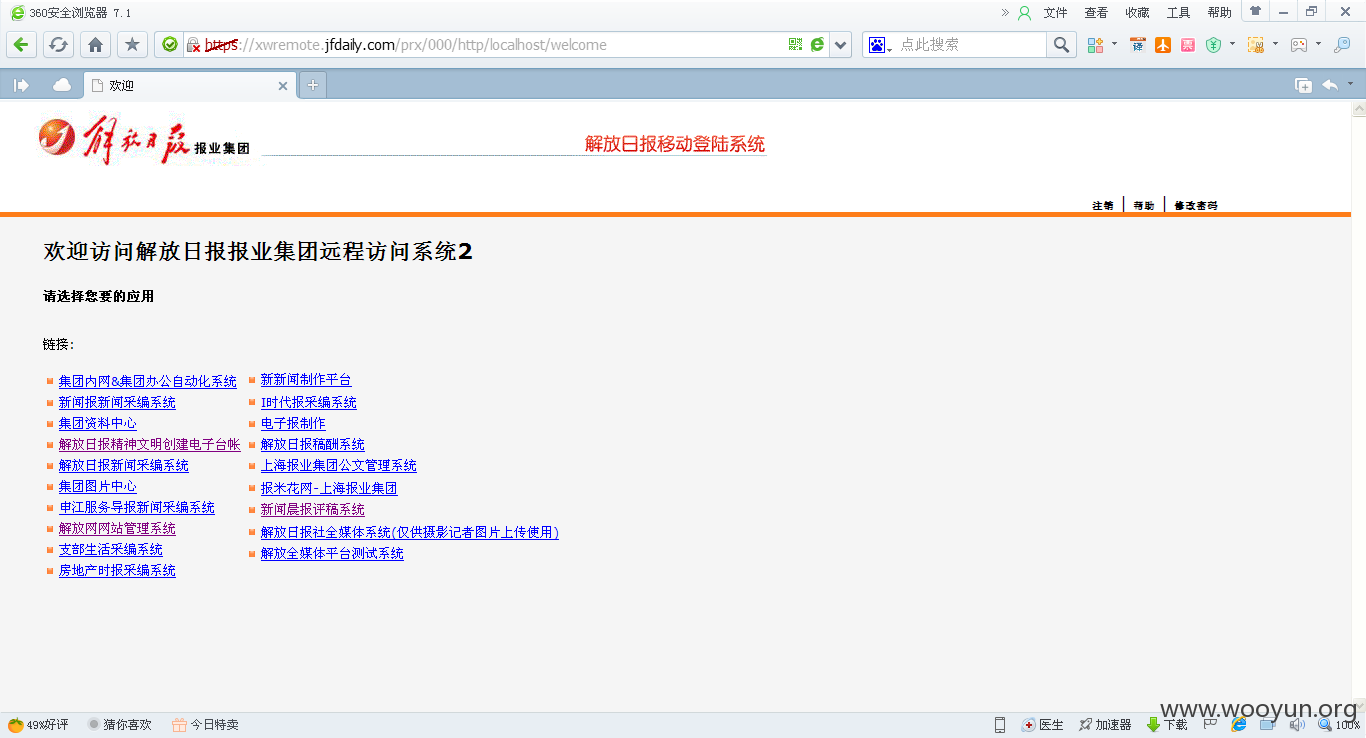 360安全浏览器 7.1
文件 查看 收藏 工具 帮助
https://xwremote.jfdaily.com/prx/000/http/localhost/welcome
点此搜索
欢迎
解放日报报业集团
解放日报移动登陆系统
注销 帮助 修改密码
欢迎访问解放日报报业集团远程访问系统2
请选择您要的应用
链接:
集团内网&集团办公自动化系统
新闻报新闻采编系统
集团资料中心
解放日报精神文明创建电子台帐
解放日报新闻采编系统
集团图片中心
申江服务导报新闻采编系统
解放网网站管理系统
支部生活采编系统
房地产时报采编系统
新新闻制作平台
I时代报采编系统
电子报制作
解放日报稿酬系统
上海报业集团公文管理系统
报米花网-上海报业集团
新闻晨报评稿系统
解放日报社全媒体系统(仅供摄影记者图片上传使用)
解放全媒体平台测试系统
www.wooyun.org
49%好评 猜你喜欢 今日特卖
医生 加速器 下载 100%